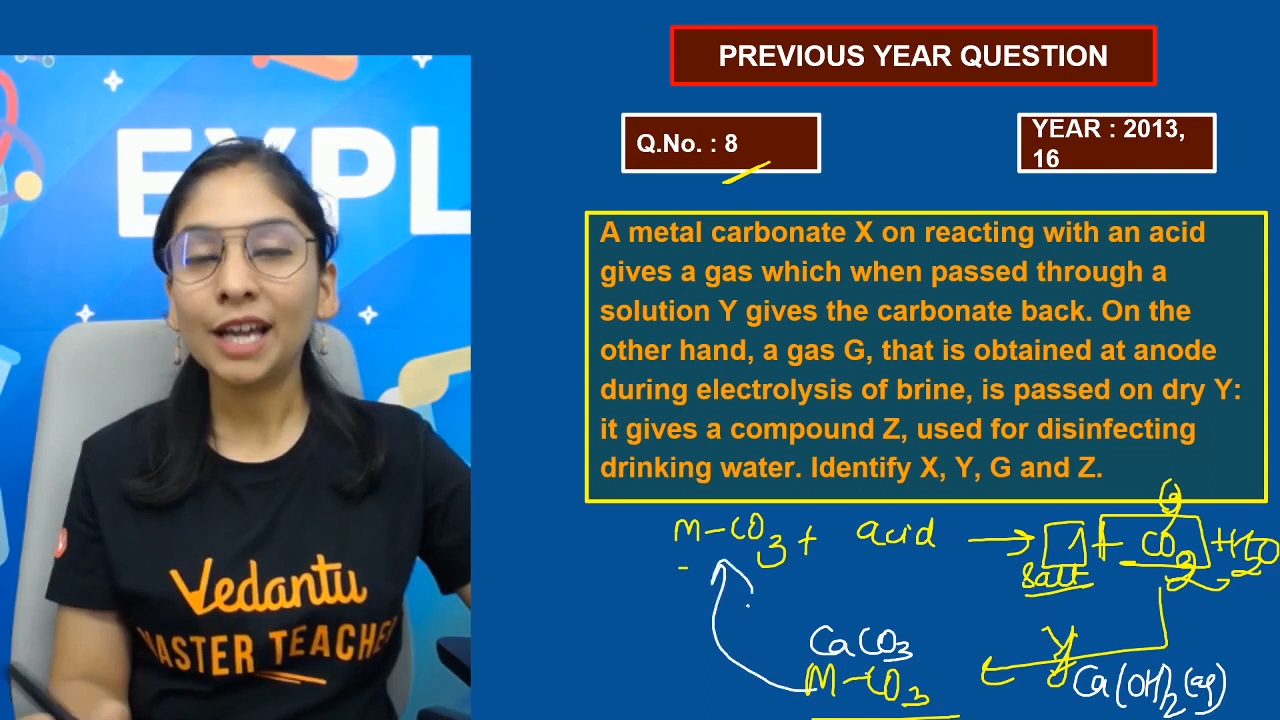 EXPL
Vedantu
MASTER TEACHER
PREVIOUS YEAR QUESTION
Q.No. : 8
YEAR : 2013,
16
A metal carbonate X on reacting with an acid
gives a gas which when passed through a
solution Y gives the carbonate back. On the
other hand, a gas G, that is obtained at anode
during electrolysis of brine, is passed on dry Y:
it gives a compound Z, used for disinfecting
drinking water. Identify X, Y, G and Z.
M-CO3 + acid → + CO2 + H2O
Salt
CaCO3
Y
M-CO3
Ca(OH)2 (aq)